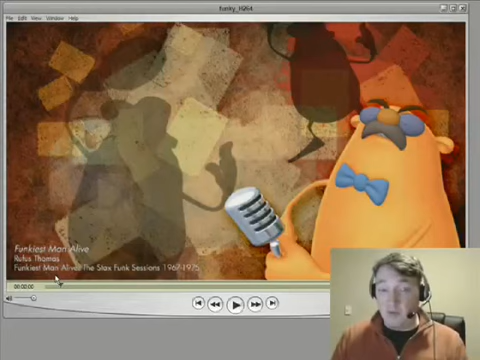 funky_H264
File Edit View Window Help
Funkiest Man Alive
Rufus Thomas
Funkiest Man Alive: The Stax Funk Sessions 1967-1975
00:00:00